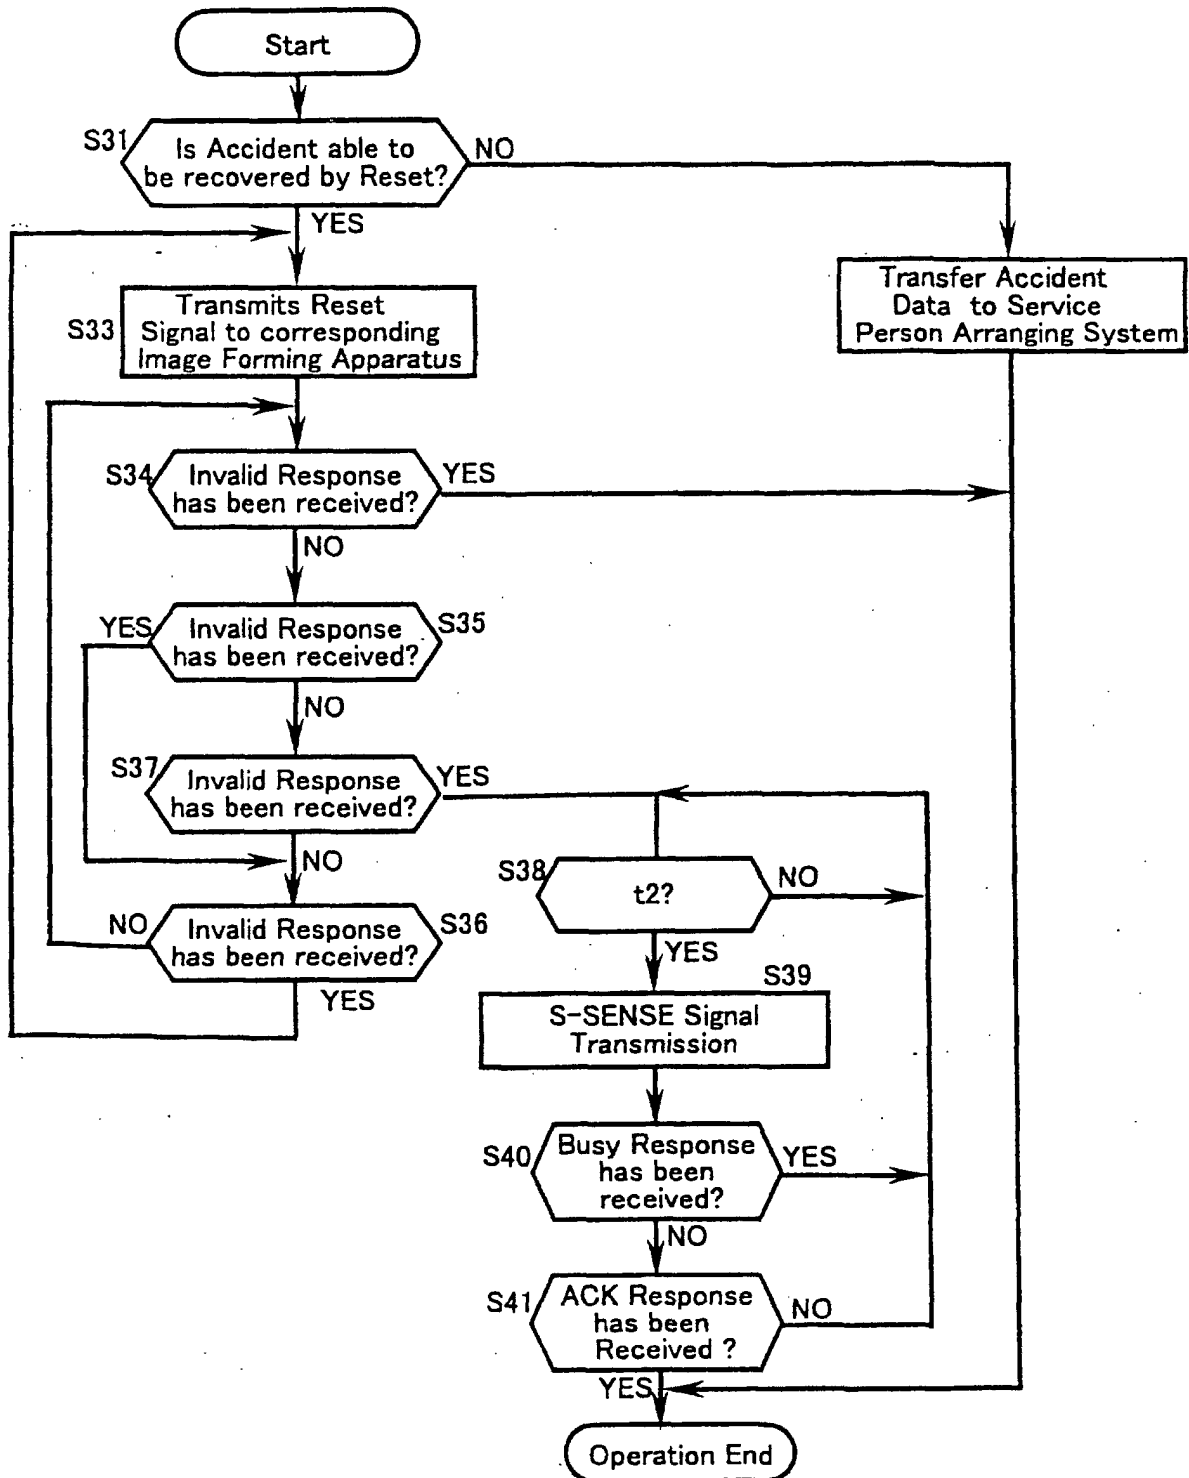 Start
S31
Is Accident able to
be recovered by Reset?
NO
YES
Transfer Accident
Data to Service
Person Arranging System
S33
Transmits Reset
Signal to corresponding
Image Forming Apparatus
S34
Invalid Response
has been received?
YES
NO
YES
Invalid Response
has been received?
S35
NO
S37
Invalid Response
has been received?
YES
NO
S38
t2?
NO
YES
NO
Invalid Response
has been received?
S36
YES
S39
S-SENSE Signal
Transmission
S40
Busy Response
has been
received?
YES
NO
S41
ACK Response
has been
Received ?
NO
YES
Operation End